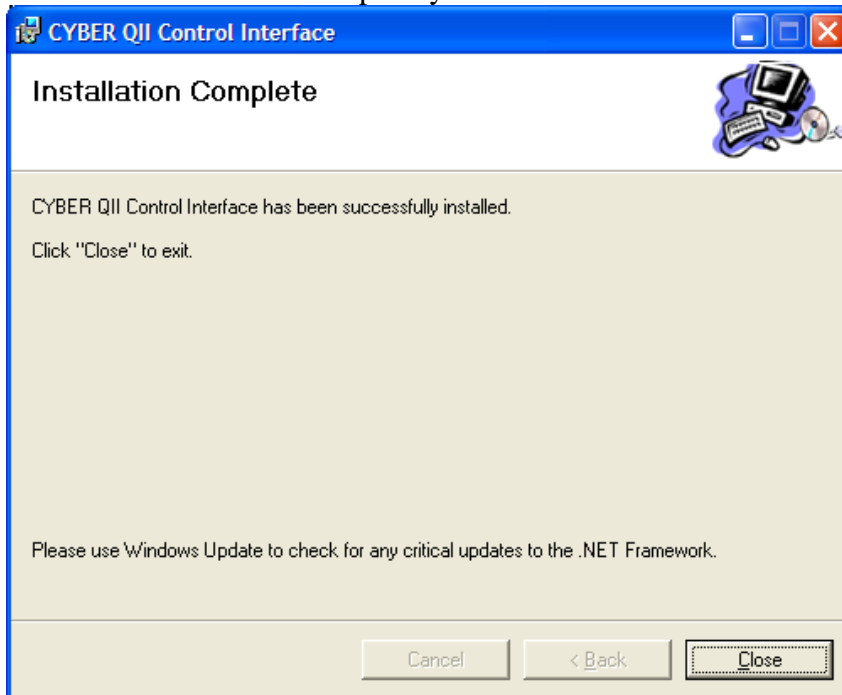 CYBER QII Control Interface
Installation Complete
CYBER QII Control Interface has been successfully installed.
Click "Close" to exit.
Please use Windows Update to check for any critical updates to the .NET Framework.
Cancel < Back Close